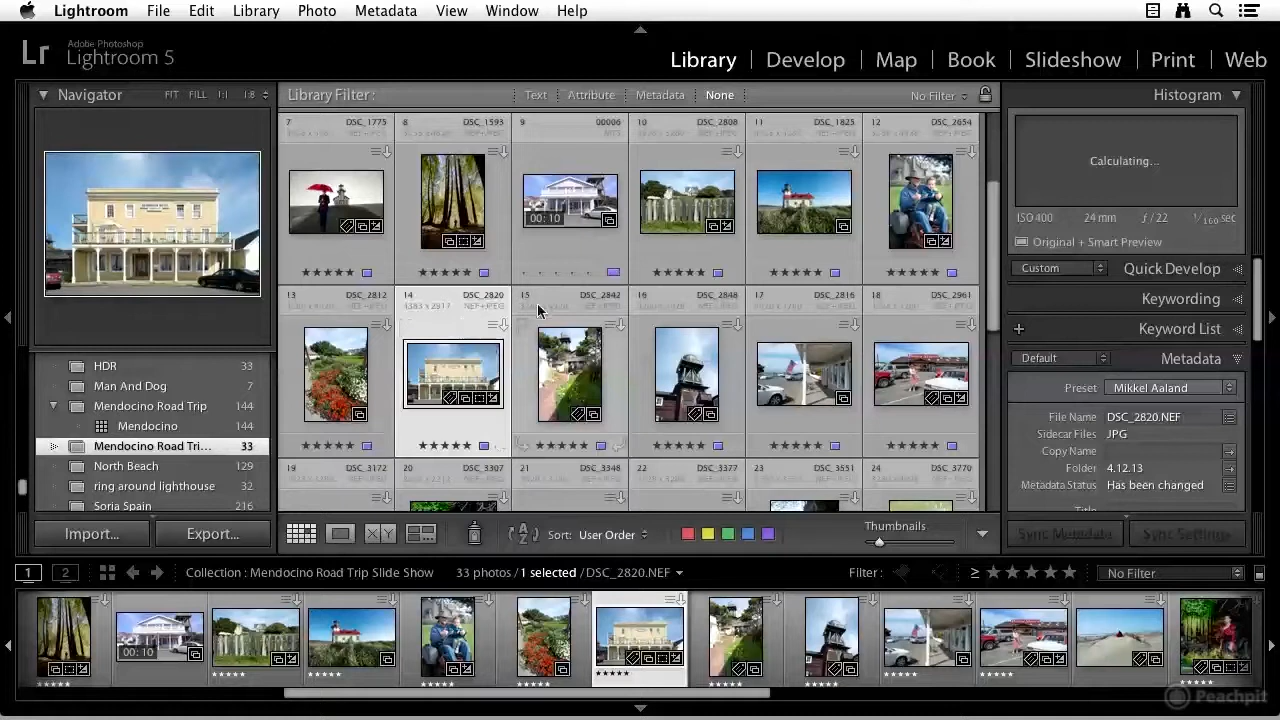 Lightroom File Edit Library Photo Metadata View Window Help
Lr Adobe Photoshop
Lightroom 5
Library Develop Map Book Slideshow Print Web
Navigator FIT FILL 1:1 1:8
Library Filter : Text Attribute Metadata None No Filter
Histogram
7 DSC_1775 8 DSC_1593 9 00006 10 DSC_2808 11 DSC_1825 12 DSC_2654
Calculating...
00:10
ISO 400 24 mm ƒ / 22 1/160 sec
Original + Smart Preview
Custom Quick Develop
Keywording
Keyword List
13 DSC_2812 14 DSC_2820 15 DSC_2842 16 DSC_2848 17 DSC_2816 18 DSC_2961
Default Metadata
Preset Mikkel Aaland
File Name DSC_2820.NEF
Sidecar Files JPG
Copy Name
Folder 4.12.13
Metadata Status Has been changed
Title
HDR 33
Man And Dog 7
Mendocino Road Trip 144
Mendocino 144
Mendocino Road Tri... 33
North Beach 129
ring around lighthouse 32
Soria Spain 216
19 DSC_3172 20 DSC_3307 21 DSC_3348 22 DSC_3377 23 DSC_3551 24 DSC_3770
Import... Export...
Sort: User Order Thumbnails
Sync Metadata Sync Settings
1 2 Collection : Mendocino Road Trip Slide Show 33 photos / 1 selected / DSC_2820.NEF Filter : ≥ ★★★★★ No Filter
00:10
Peachpit